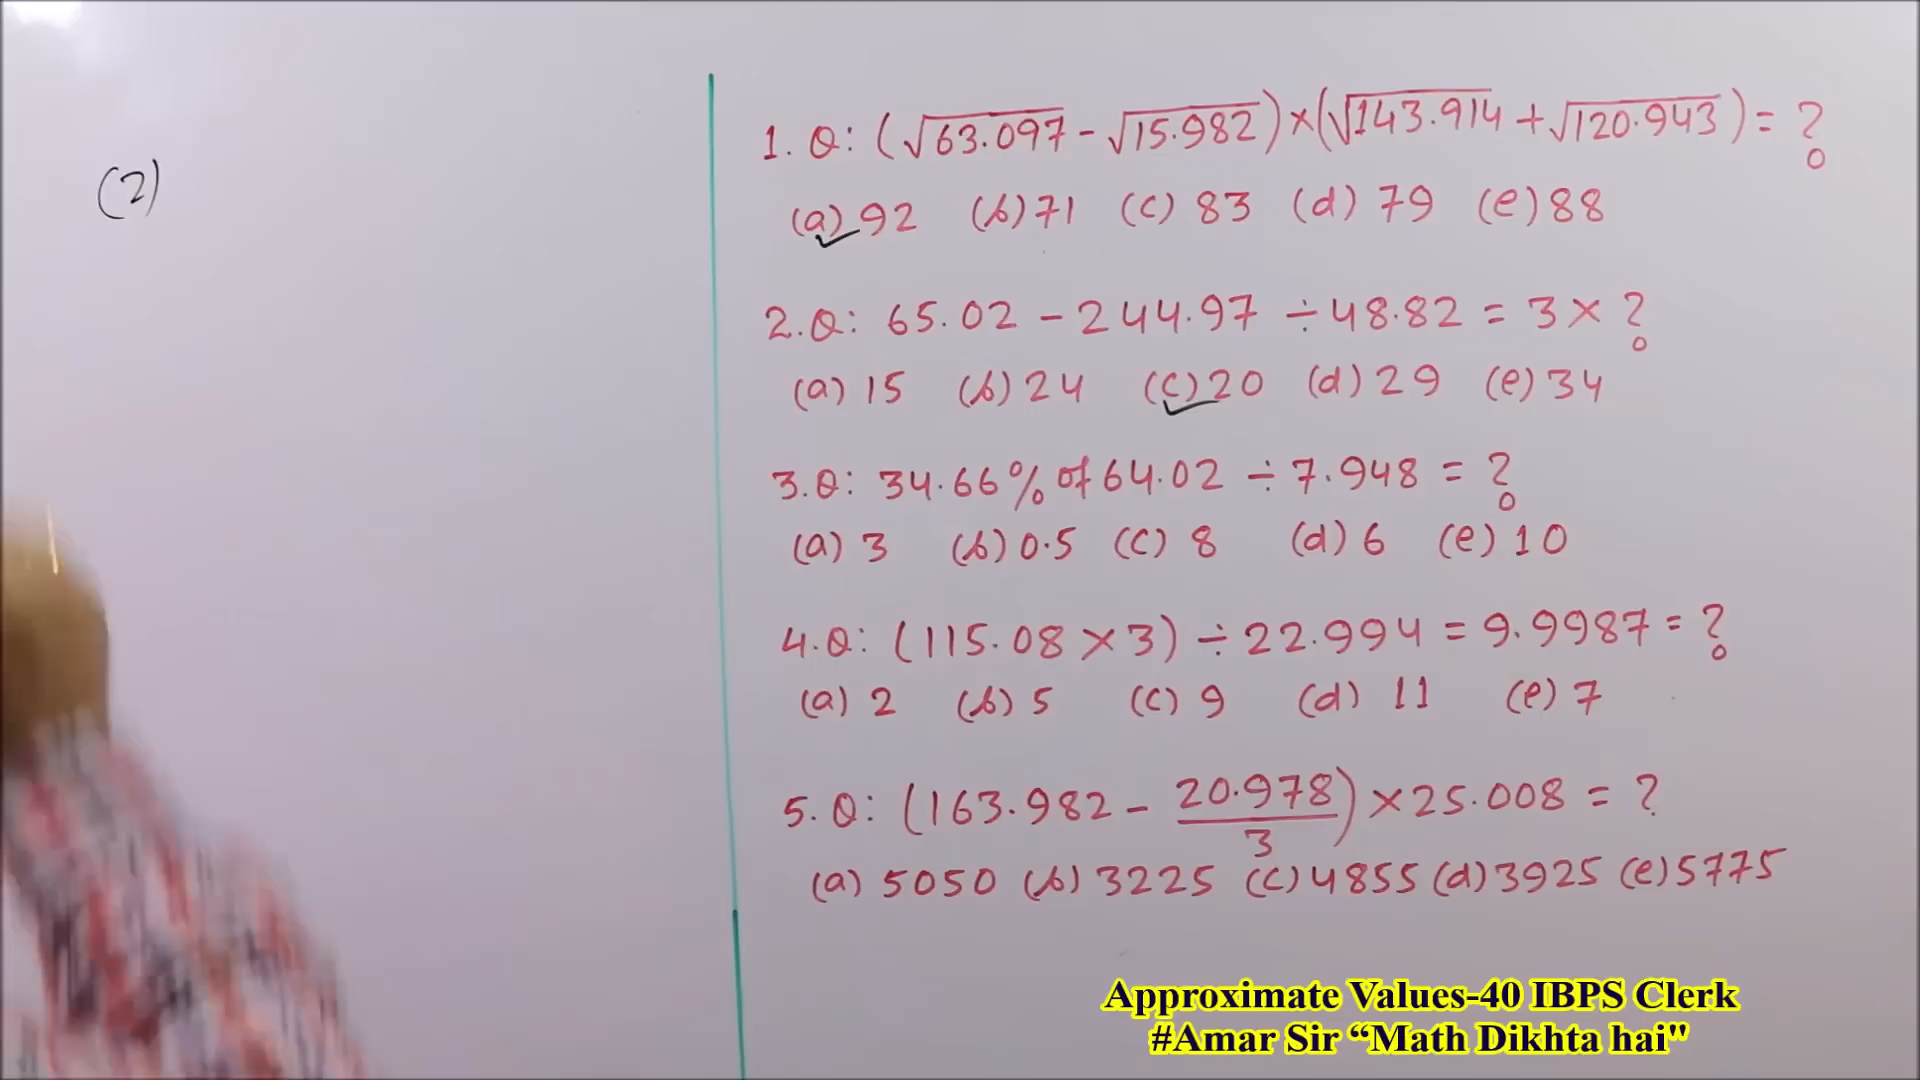 (2)
1. Q: (√63.097 - √15.982) × (√143.914 + √120.943) = ?
(a) 92 (b) 71 (c) 83 (d) 79 (e) 88
2. Q: 65.02 - 244.97 ÷ 48.82 = 3 × ?
(a) 15 (b) 24 (c) 20 (d) 29 (e) 34
3. Q: 34.66% of 64.02 ÷ 7.948 = ?
(a) 3 (b) 0.5 (c) 8 (d) 6 (e) 10
4. Q: (115.08 × 3) ÷ 22.994 = 9.9987 = ?
(a) 2 (b) 5 (c) 9 (d) 11 (e) 7
5. Q: (163.982 - 20.978/3) × 25.008 = ?
(a) 5050 (b) 3225 (c) 4855 (d) 3925 (e) 5775
Approximate Values-40 IBPS Clerk
#Amar Sir “Math Dikhta hai"